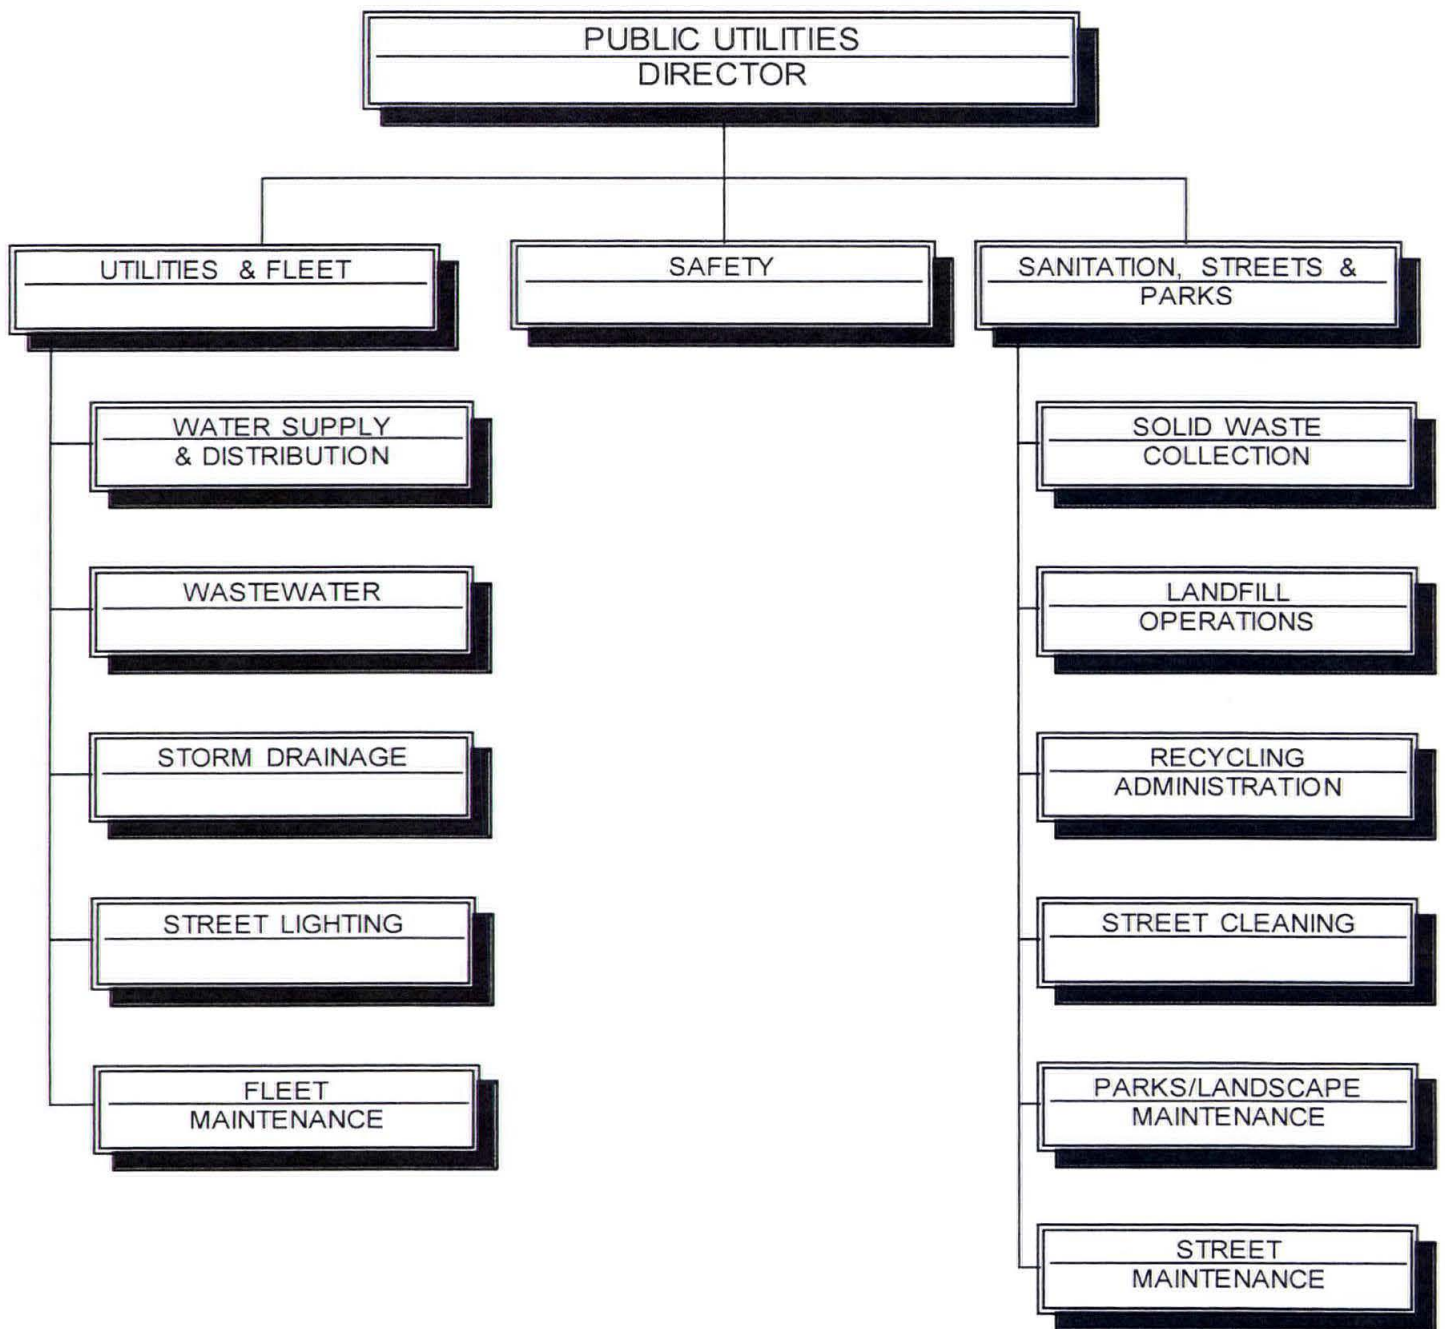 PUBLIC UTILITIES
DIRECTOR
UTILITIES & FLEET
SAFETY
SANITATION, STREETS &
PARKS
WATER SUPPLY
& DISTRIBUTION
WASTEWATER
STORM DRAINAGE
STREET LIGHTING
FLEET
MAINTENANCE
SOLID WASTE
COLLECTION
LANDFILL
OPERATIONS
RECYCLING
ADMINISTRATION
STREET CLEANING
PARKS/LANDSCAPE
MAINTENANCE
STREET
MAINTENANCE